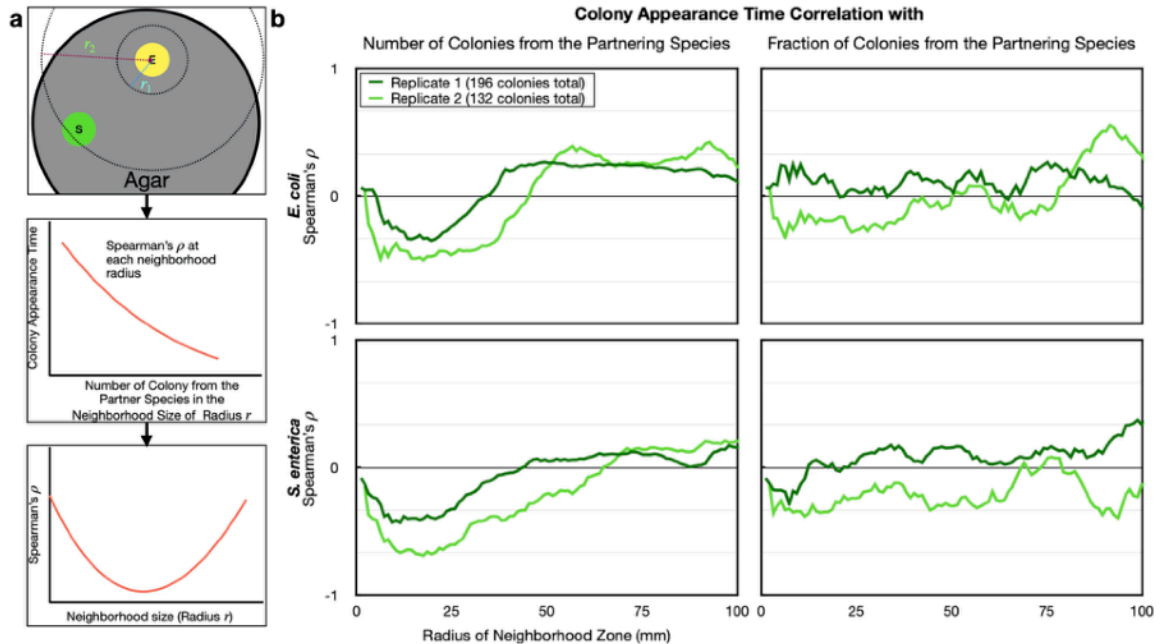 a
r2
E
r1
S
Agar
Colony Appearance Time
Spearman's ρ at
each neighborhood
radius
Number of Colony from the
Partner Species in the
Neighborhood Size of Radius r
Spearman's ρ
Neighborhood size (Radius r)
b
Colony Appearance Time Correlation with
Number of Colonies from the Partnering Species
Fraction of Colonies from the Partnering Species
Replicate 1 (196 colonies total)
Replicate 2 (132 colonies total)
E. coli
Spearman's ρ
1
0
-1
S. enterica
Spearman's ρ
1
0
-1
0 25 50 75 100
0 25 50 75 100
Radius of Neighborhood Zone (mm)